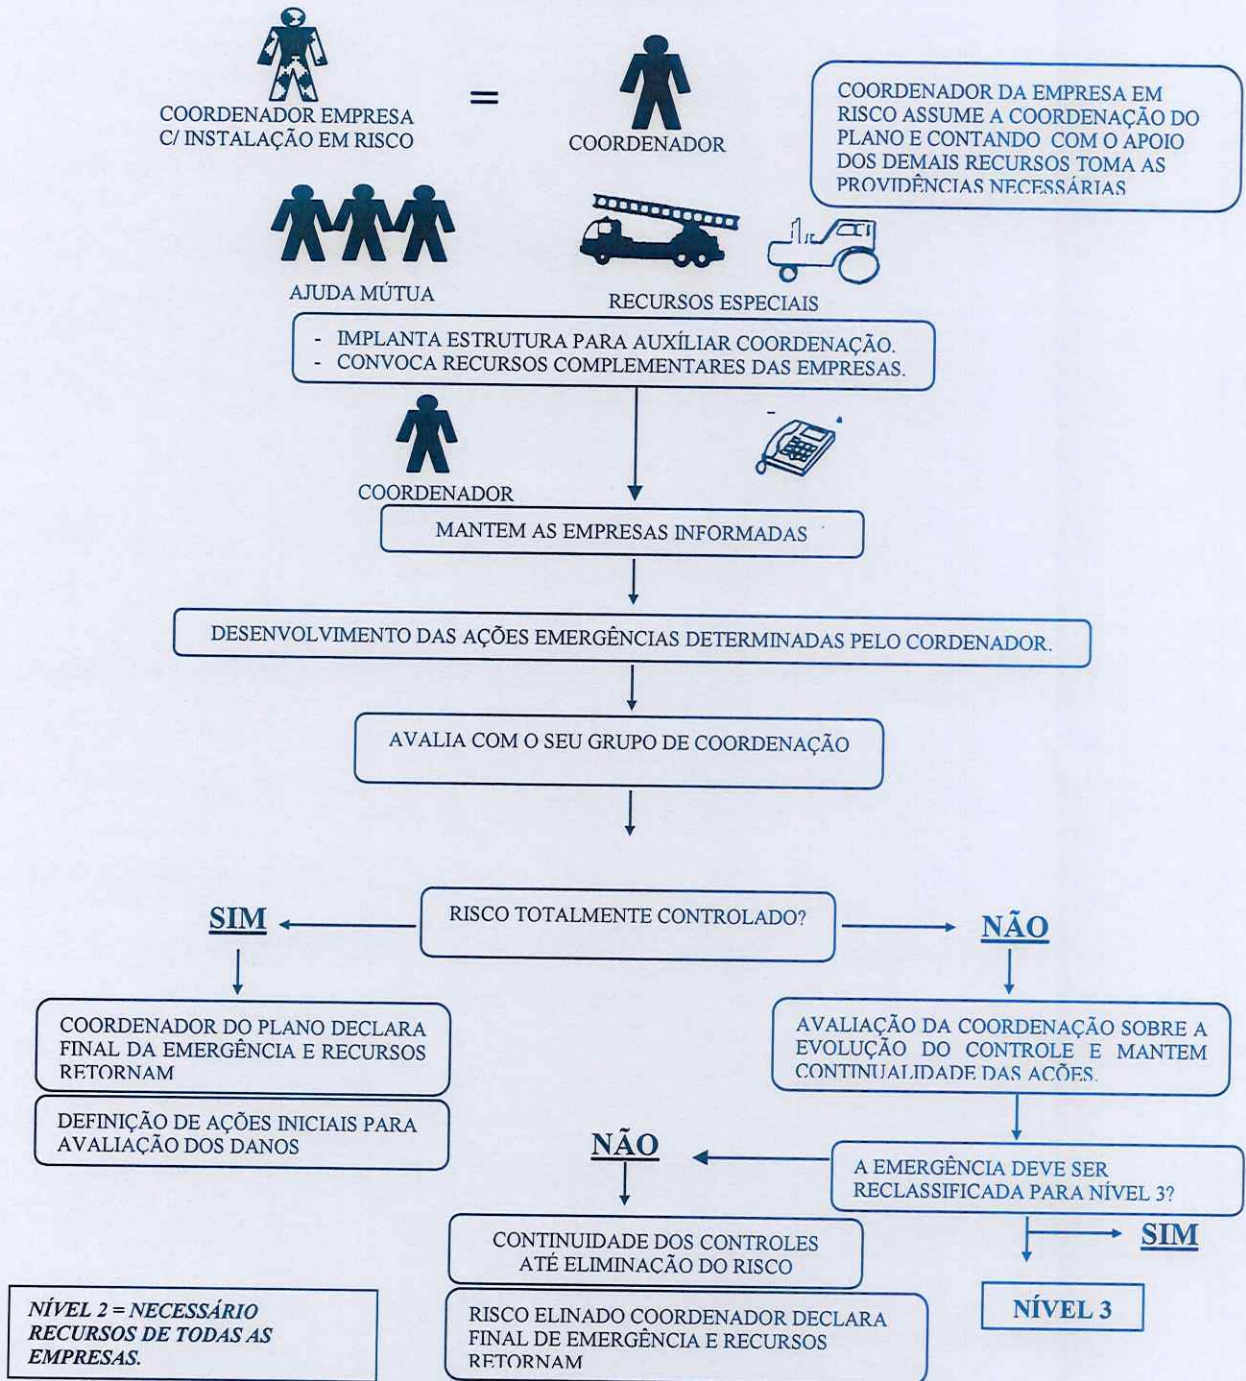 COORDENADOR EMPRESA
C/ INSTALAÇÃO EM RISCO
=
COORDENADOR
COORDENADOR DA EMPRESA EM
RISCO ASSUME A COORDENAÇÃO DO
PLANO E CONTANDO COM O APOIO
DOS DEMAIS RECURSOS TOMA AS
PROVIDÊNCIAS NECESSÁRIAS
AJUDA MÚTUA
RECURSOS ESPECIAIS
- IMPLANTA ESTRUTURA PARA AUXÍLIAR COORDENAÇÃO.
- CONVOCA RECURSOS COMPLEMENTARES DAS EMPRESAS.
COORDENADOR
MANTEM AS EMPRESAS INFORMADAS
DESENVOLVIMENTO DAS AÇÕES EMERGÊNCIAS DETERMINADAS PELO CORDENADOR.
AVALIA COM O SEU GRUPO DE COORDENAÇÃO
RISCO TOTALMENTE CONTROLADO?
SIM
NÃO
COORDENADOR DO PLANO DECLARA
FINAL DA EMERGÊNCIA E RECURSOS
RETORNAM
DEFINIÇÃO DE AÇÕES INICIAIS PARA
AVALIAÇÃO DOS DANOS
AVALIAÇÃO DA COORDENAÇÃO SOBRE A
EVOLUÇÃO DO CONTROLE E MANTEM
CONTINUALIDADE DAS AÇÕES.
A EMERGÊNCIA DEVE SER
RECLASSIFICADA PARA NÍVEL 3?
NÃO
SIM
CONTINUIDADE DOS CONTROLES
ATÉ ELIMINAÇÃO DO RISCO
RISCO ELINADO COORDENADOR DECLARA
FINAL DE EMERGÊNCIA E RECURSOS
RETORNAM
NÍVEL 3
NÍVEL 2 = NECESSÁRIO
RECURSOS DE TODAS AS
EMPRESAS.